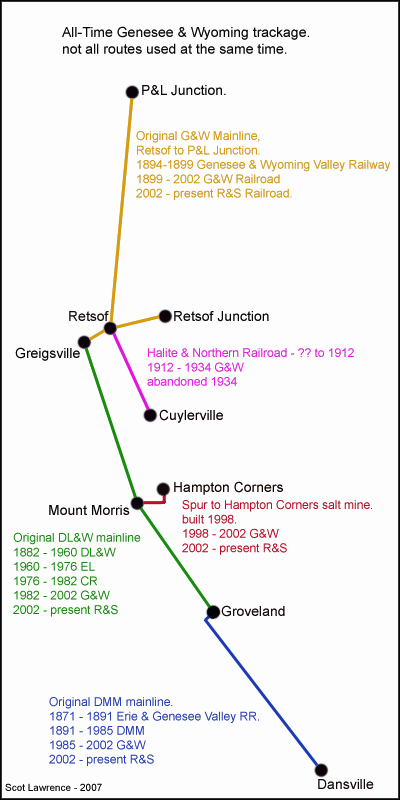 All-Time Genesee & Wyoming trackage.
not all routes used at the same time.
P&L Junction.
Original G&W Mainline,
Retsof to P&L Junction.
1894-1899 Genesee & Wyoming Valley Railway
1899 - 2002 G&W Railroad
2002 - present R&S Railroad.
Retsof
Retsof Junction
Greigsville
Halite & Northern Railroad - ?? to 1912
1912 - 1934 G&W
abandoned 1934
Cuylerville
Hampton Corners
Mount Morris
Spur to Hampton Corners salt mine.
built 1998.
1998 - 2002 G&W
2002 - present R&S
Original DL&W mainline
1882 - 1960 DL&W
1960 - 1976 EL
1976 - 1982 CR
1982 - 2002 G&W
2002 - present R&S
Groveland
Original DMM mainline.
1871 - 1891 Erie & Genesee Valley RR.
1891 - 1985 DMM
1985 - 2002 G&W
2002 - present R&S
Dansville
Scot Lawrence - 2007